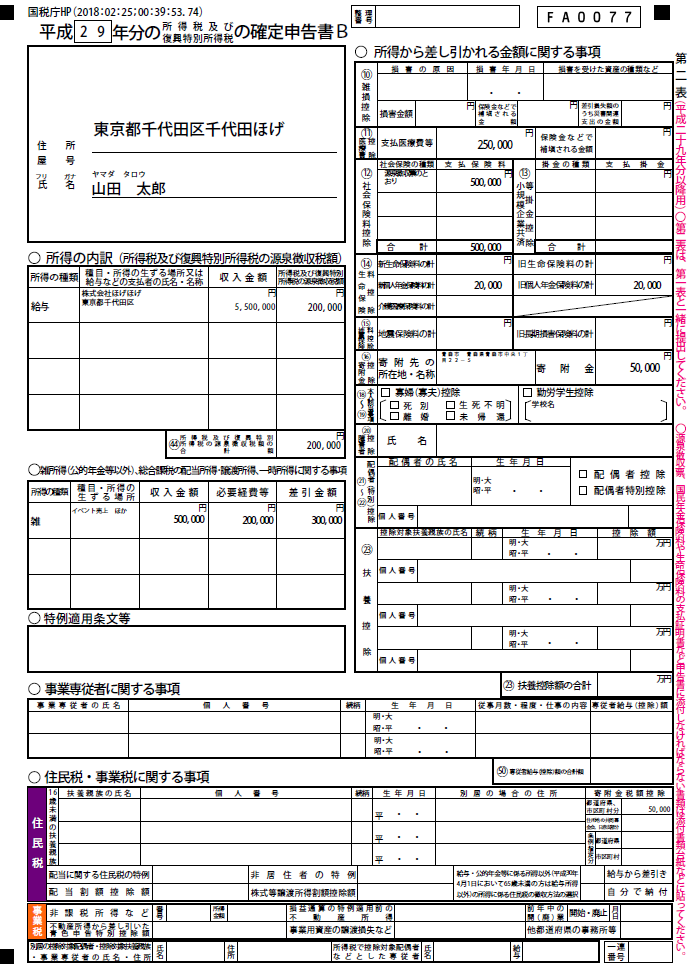 国税庁HP(2018:02:25:00:39:53.74)
整理番号
FA0077
平成29年分の所得税及び復興特別所得税の確定申告書B
住所
屋号
フリガナ
氏名
東京都千代田区千代田ほげ
ヤマダ タロウ
山田 太郎
○ 所得の内訳(所得税及び復興特別所得税の源泉徴収税額)
所得の種類 種目・所得の生ずる場所又は給与などの支払者の氏名・名称 収入金額 所得税及び復興特別所得税の源泉徴収税額
給与 株式会社ほげほげ 5,500,000 円 200,000 円
東京都千代田区
㊹ 所得税及び復興特別所得税の源泉徴収税額の合計額 200,000 円
○雑所得(公的年金等以外)、総合課税の配当所得・譲渡所得、一時所得に関する事項
所得の種類 種目・所得の生ずる場所 収入金額 必要経費等 差引金額
雑 イベント売上 ほか 500,000 円 200,000 円 300,000 円
○ 特例適用条文等
○ 所得から差し引かれる金額に関する事項
⑩ 雑損控除
損害の原因 損害年月日 損害を受けた資産の種類など
・ ・
損害金額 円 保険金などで補填される金額 円 差引損失額のうち災害関連支出の金額 円
⑪ 医療費控除 支払医療費等 250,000 円 保険金などで補填される金額 円
⑫ 社会保険料控除
社会保険の種類 支払保険料
源泉徴収票のとおり 500,000 円
合計 500,000
⑬ 小規模企業共済等掛金控除
掛金の種類 支払掛金
円
合計
⑭ 生命保険料控除
新生命保険料の計 円 旧生命保険料の計 円
新個人年金保険料の計 20,000 旧個人年金保険料の計 20,000
介護医療保険料の計
⑮ 地震保険料控除 地震保険料の計 円 旧長期損害保険料の計 円
⑯ 寄附金控除 寄附先の所在地・名称 寄附金 50,000 円
⑱~⑲ 本人該当事項
寡婦(寡夫)控除
死別 生死不明
離婚 未帰還
勤労学生控除
学校名
⑳ 障害者控除 氏名
㉑~㉒ 配偶者(特別)控除
配偶者の氏名 生年月日
明・大
昭・平 ・ ・
配偶者控除
配偶者特別控除
個人番号
㉓ 扶養控除
控除対象扶養親族の氏名 続柄 生年月日 控除額
明・大
昭・平 ・ ・ 万円
個人番号
明・大
昭・平 ・ ・ 万円
個人番号
明・大
昭・平 ・ ・ 万円
個人番号
㉓ 扶養控除額の合計 万円
○ 事業専従者に関する事項
事業専従者の氏名 個人番号 続柄 生年月日 従事月数・程度・仕事の内容 専従者給与(控除)額
明・大
昭・平 ・ ・
明・大
昭・平 ・ ・
㊿ 専従者給与(控除)額の合計額
○ 住民税・事業税に関する事項
住民税
16歳未満の扶養親族
扶養親族の氏名 個人番号 続柄 生年月日 別居の場合の住所
平 ・ ・
平 ・ ・
平 ・ ・
寄附金税額控除
都道府県、市区町村分 50,000
条例指定分
都道府県
市区町村
配当に関する住民税の特例 非居住者の特例
配当割額控除額 株式等譲渡所得割額控除額
給与・公的年金等に係る所得以外(平成30年4月1日において65歳未満の方は給与所得以外)の所得に係る住民税の徴収方法の選択
給与から差引き
自分で納付
事業税
非課税所得など 番号 所得金額 損益通算の特例適用前の不動産所得 前年中の開(廃)業 開始・廃止 月日
不動産所得から差し引いた青色申告特別控除額 事業用資産の譲渡損失など 他都道府県の事務所等
別居の控除対象配偶者・控除対象扶養親族・事業専従者の氏名・住所 氏名 住所 所得税で控除対象配偶者などとした専従者 氏名 給与 一連番号
第二表(平成二十九年分以降用)○第二表は、第一表と一緒に提出してください。
○源泉徴収票、国民年金保険料や生命保険料の支払証明書など申告書に添付しなければならない書類は添付書類台紙などに貼ってください。